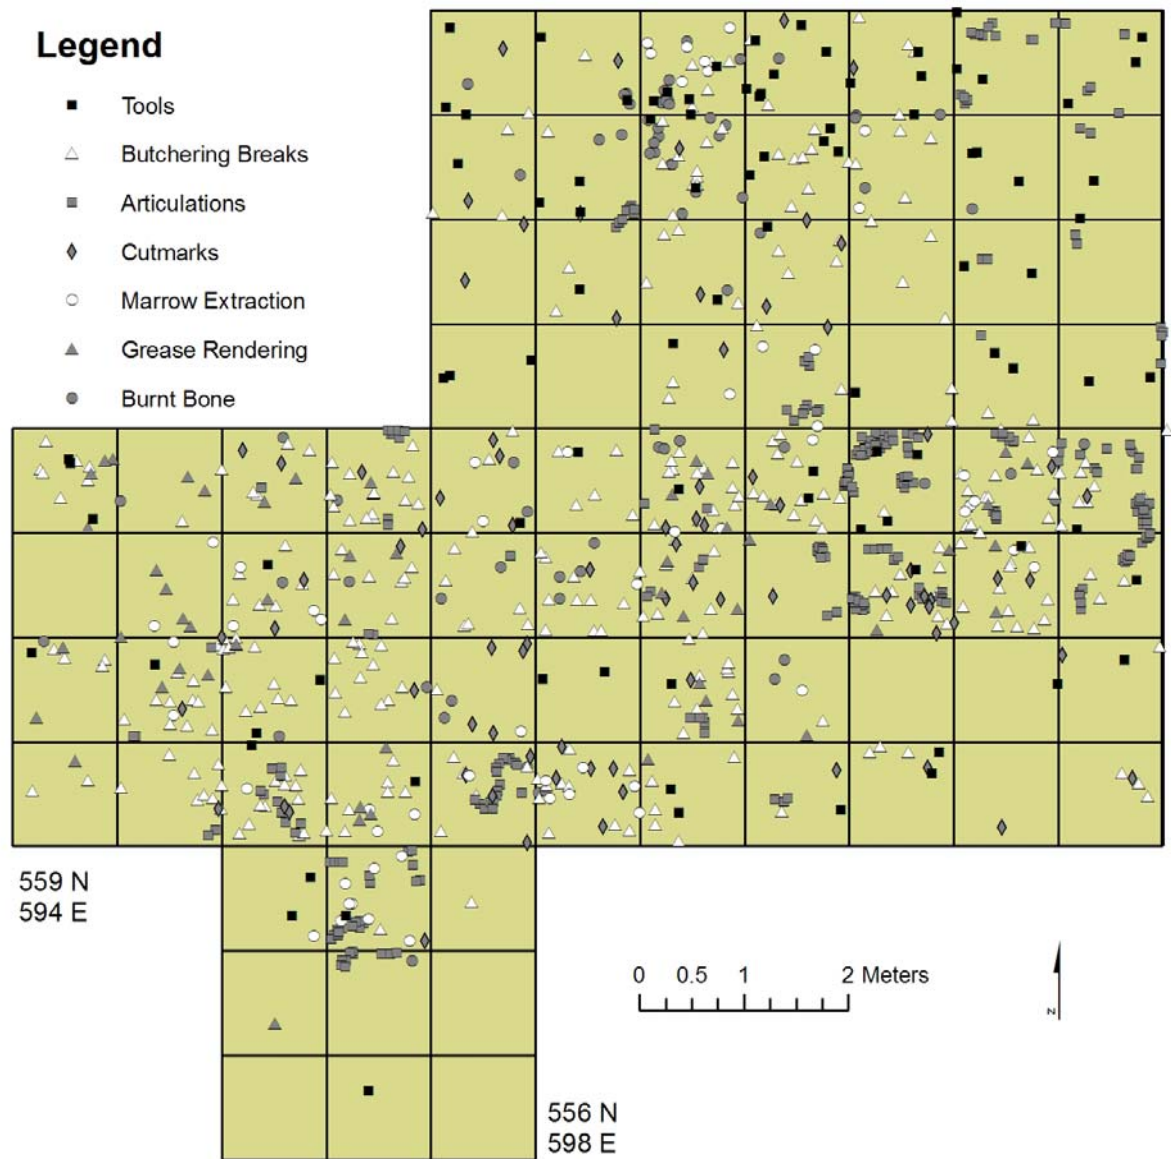 Legend
Tools
Butchering Breaks
Articulations
Cutmarks
Marrow Extraction
Grease Rendering
Burnt Bone
559 N
594 E
0 0.5 1 2 Meters
N
556 N
598 E